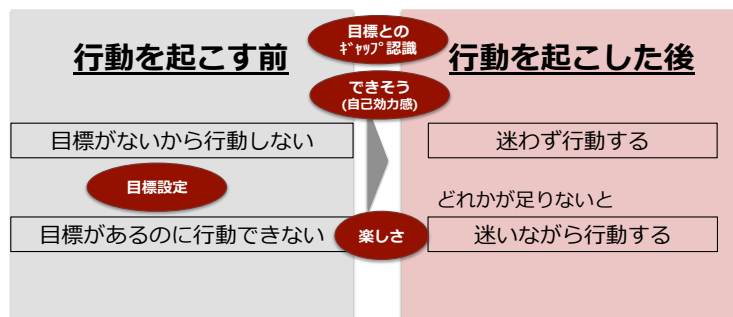 目標との
ｷﾞｬｯﾌﾟ認識
行動を起こす前
行動を起こした後
できそう
(自己効力感)
目標がないから行動しない
迷わず行動する
目標設定
どれかが足りないと
目標があるのに行動できない
楽しさ
迷いながら行動する